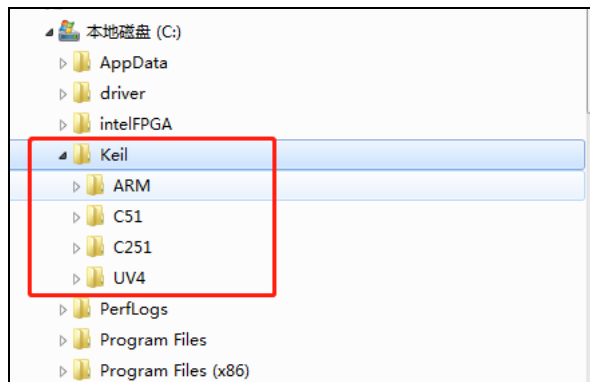 本地磁盘 (C:)
AppData
driver
intelFPGA
Keil
ARM
C51
C251
UV4
PerfLogs
Program Files
Program Files (x86)